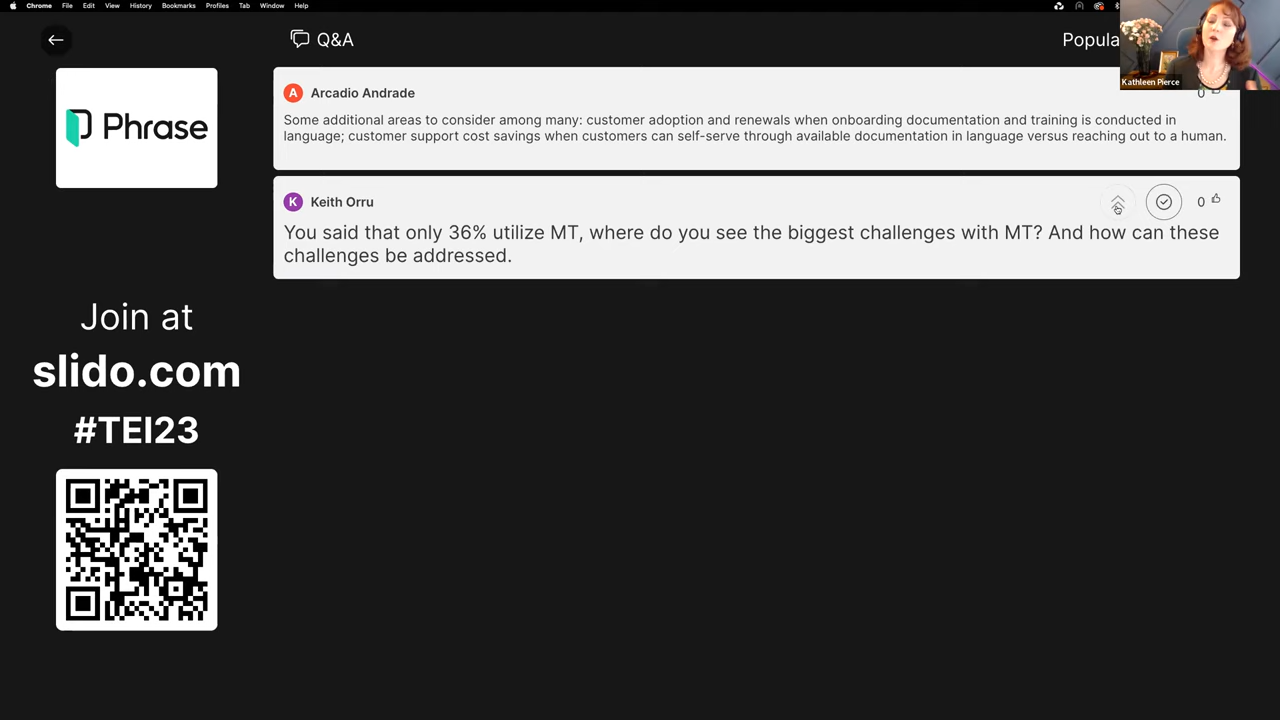 Chrome File Edit View History Bookmarks Profiles Tab Window Help
Q&A
Popula
Kathleen Pierce
Phrase
A Arcadio Andrade
0
Some additional areas to consider among many: customer adoption and renewals when onboarding documentation and training is conducted in
language; customer support cost savings when customers can self-serve through available documentation in language versus reaching out to a human.
K Keith Orru
0
You said that only 36% utilize MT, where do you see the biggest challenges with MT? And how can these
challenges be addressed.
Join at
slido.com
#TEI23